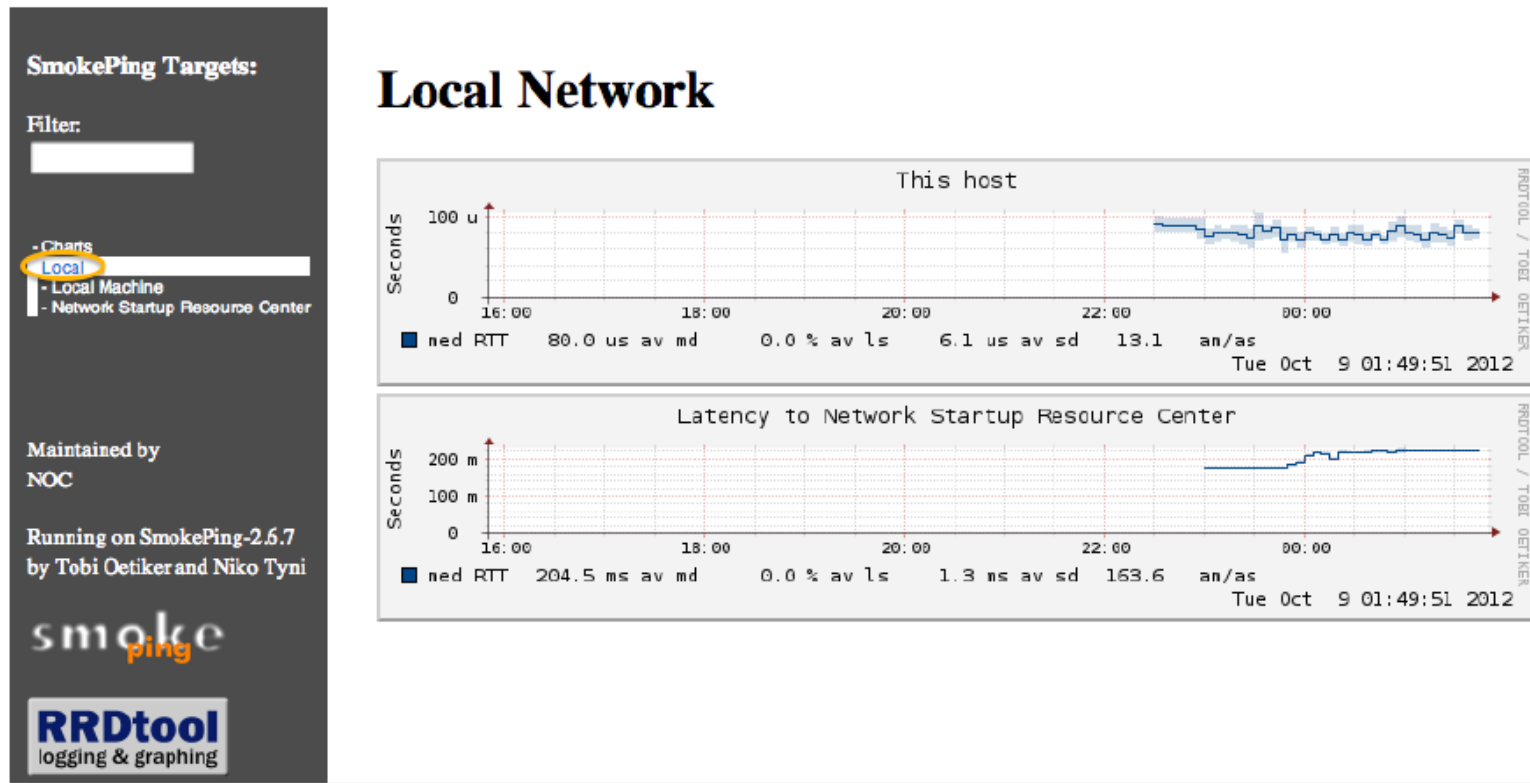 SmokePing Targets:
Filter:
- Charts
Local
- Local Machine
- Network Startup Resource Center
Maintained by
NOC
Running on SmokePing-2.6.7
by Tobi Oetiker and Niko Tyni
smokeping
RRDtool
logging & graphing
Local Network
This host
Seconds
100 u
0
16:00 18:00 20:00 22:00 00:00
med RTT 80.0 us av md 0.0 % av ls 6.1 us av sd 13.1 am/as
Tue Oct 9 01:49:51 2012
RRDTOOL / TOBI OETIKER
Latency to Network Startup Resource Center
Seconds
200 m
100 m
0
16:00 18:00 20:00 22:00 00:00
med RTT 204.5 ms av md 0.0 % av ls 1.3 ms av sd 163.6 am/as
Tue Oct 9 01:49:51 2012
RRDTOOL / TOBI OETIKER